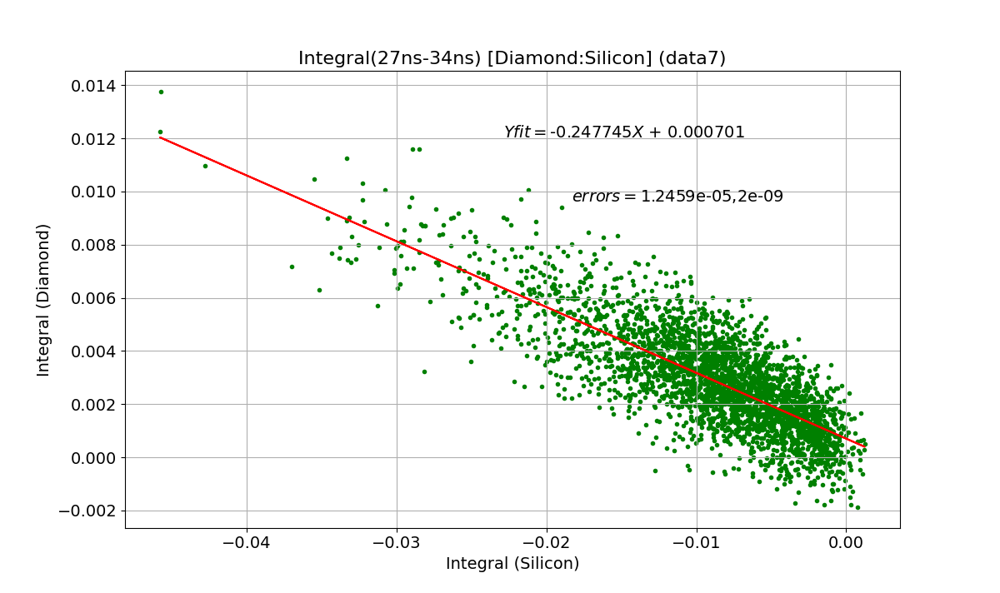 Integral(27ns-34ns) [Diamond:Silicon] (data7)
0.014
0.012
0.010
0.008
0.006
0.004
0.002
0.000
−0.002
Integral (Diamond)
Yfit = -0.247745X + 0.000701
errors = 1.2459e-05,2e-09
−0.04
−0.03
−0.02
−0.01
0.00
Integral (Silicon)